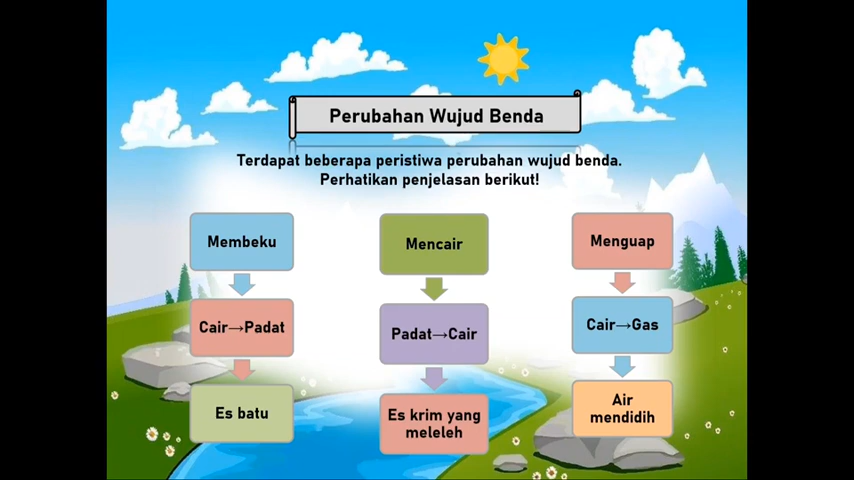 Perubahan Wujud Benda
Terdapat beberapa peristiwa perubahan wujud benda.
Perhatikan penjelasan berikut!
Membeku
Cair→Padat
Es batu
Mencair
Padat→Cair
Es krim yang
meleleh
Menguap
Cair→Gas
Air
mendidih